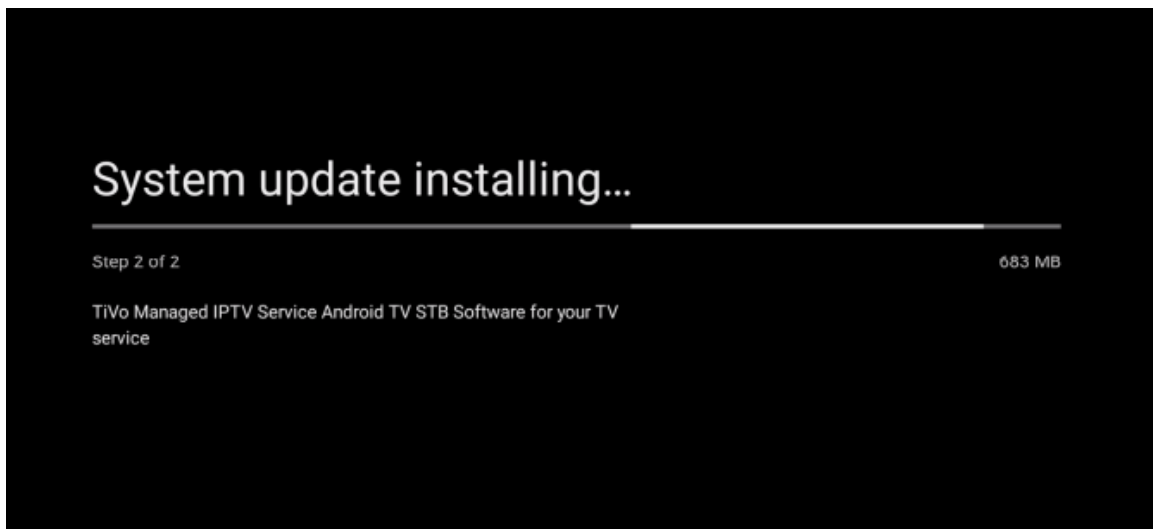 System update installing...
Step 2 of 2
683 MB
TiVo Managed IPTV Service Android TV STB Software for your TV
service